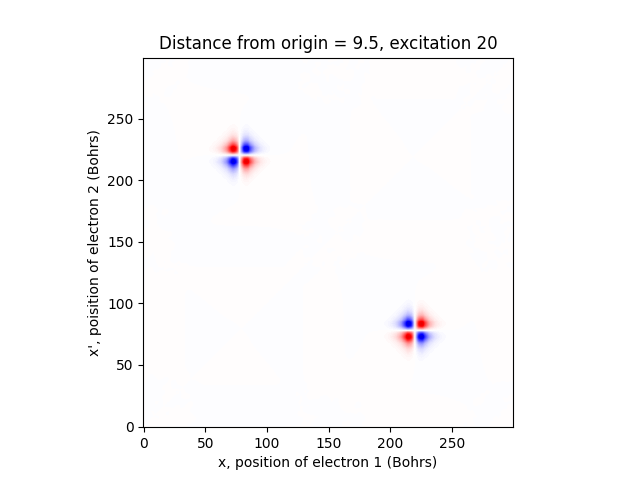 Distance from origin = 9.5, excitation 20
x', poisition of electron 2 (Bohrs)
250
200
150
100
50
0
0 50 100 150 200 250
x, position of electron 1 (Bohrs)